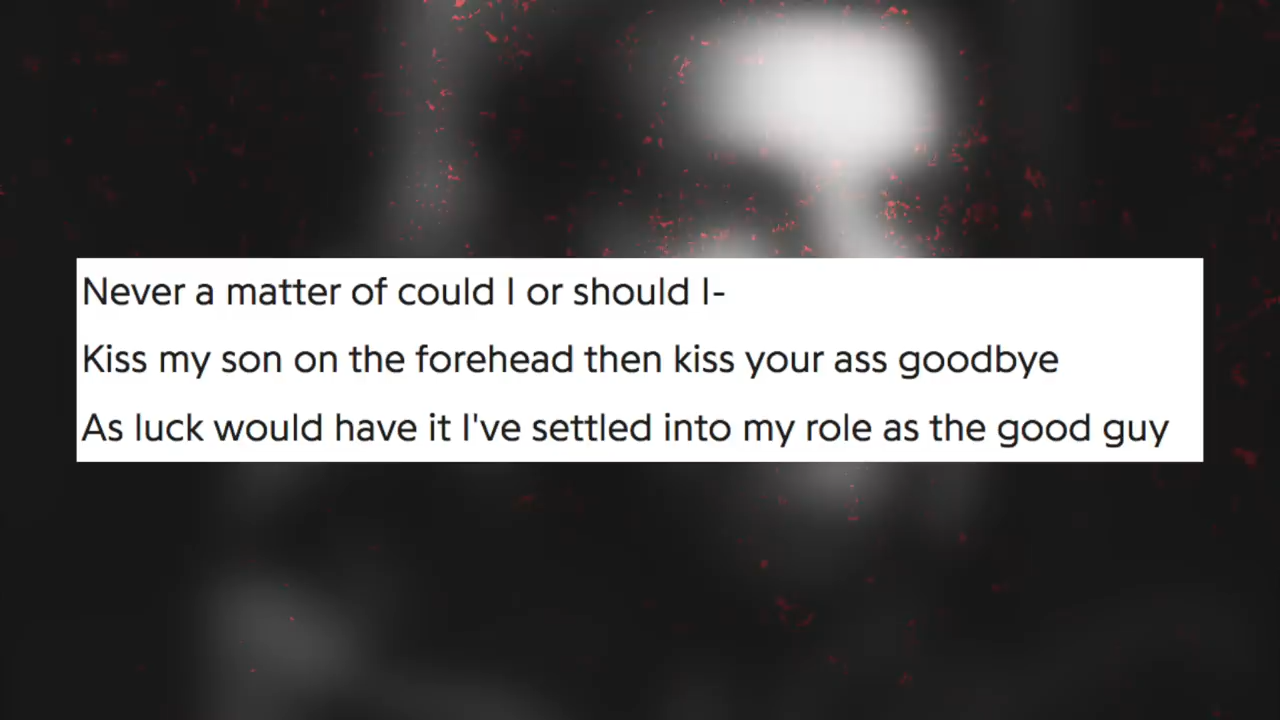 Never a matter of could I or should I-
Kiss my son on the forehead then kiss your ass goodbye
As luck would have it I've settled into my role as the good guy